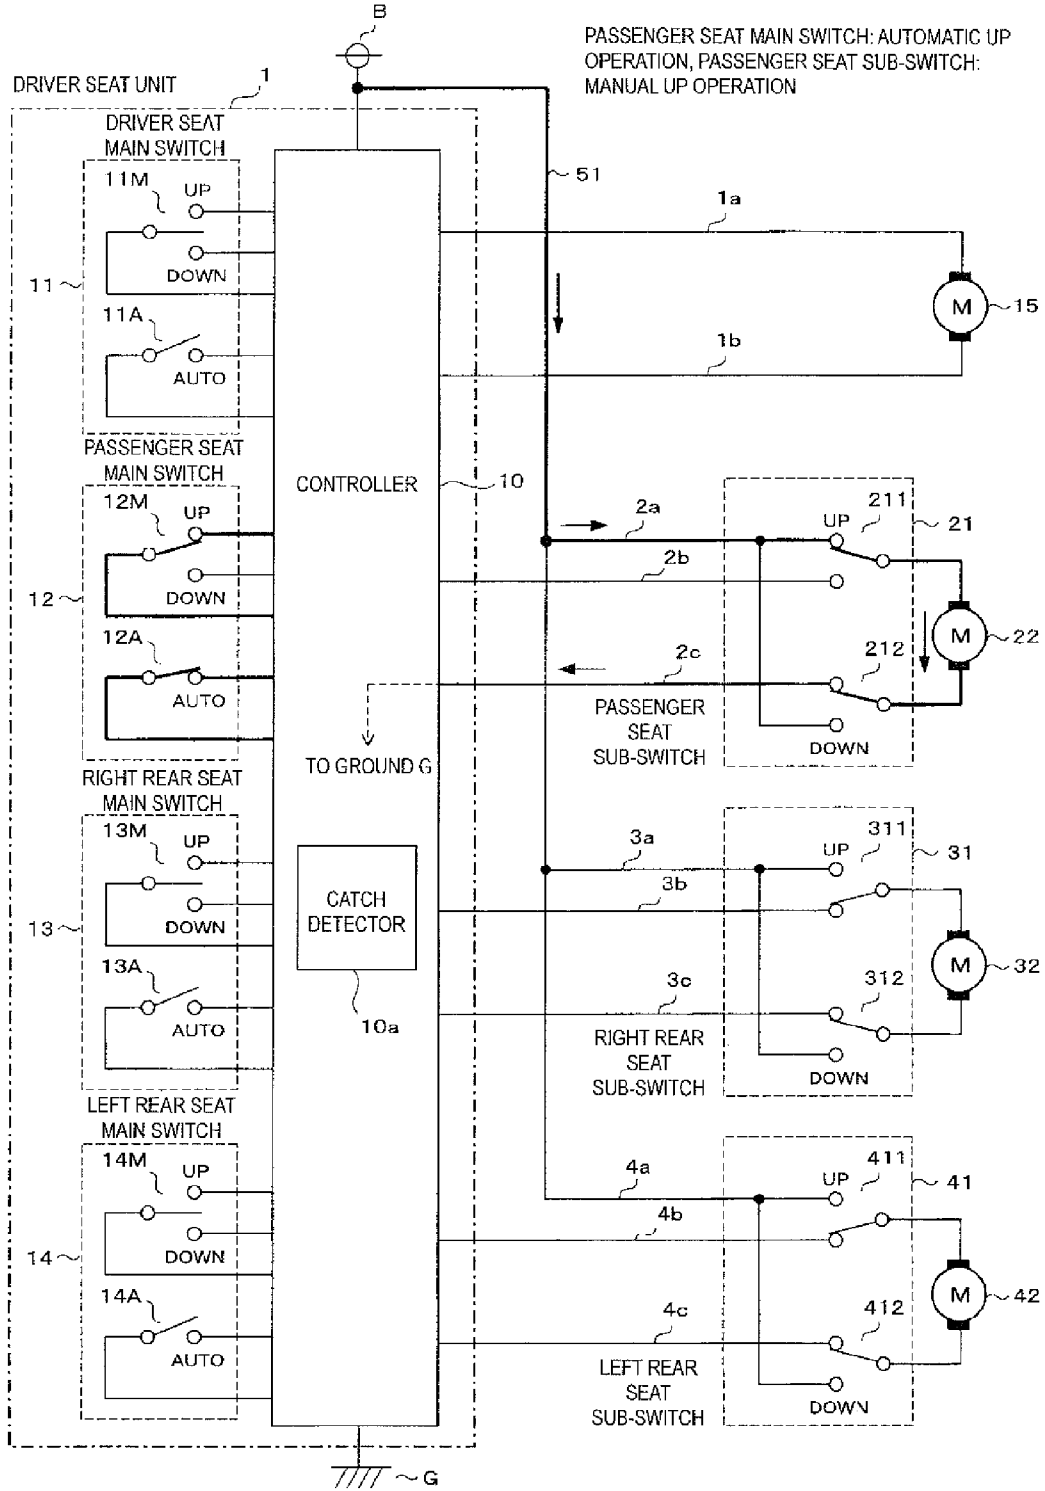 B
PASSENGER SEAT MAIN SWITCH: AUTOMATIC UP
OPERATION, PASSENGER SEAT SUB-SWITCH:
MANUAL UP OPERATION
DRIVER SEAT UNIT
1
DRIVER SEAT
MAIN SWITCH
11M
UP
DOWN
11
11A
AUTO
51
1a
M
15
1b
PASSENGER SEAT
MAIN SWITCH
CONTROLLER
10
12M
UP
DOWN
12
12A
AUTO
2a
2b
2c
UP
211
21
M
22
212
DOWN
PASSENGER
SEAT
SUB-SWITCH
TO GROUND G
RIGHT REAR SEAT
MAIN SWITCH
13M
UP
DOWN
13
13A
AUTO
CATCH
DETECTOR
10a
3a
3b
3c
UP
311
31
M
32
312
DOWN
RIGHT REAR
SEAT
SUB-SWITCH
LEFT REAR SEAT
MAIN SWITCH
14M
UP
DOWN
14
14A
AUTO
4a
4b
4c
UP
411
41
M
42
412
DOWN
LEFT REAR
SEAT
SUB-SWITCH
G